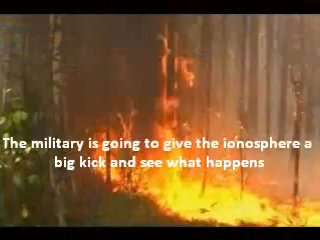 The military is going to give the ionosphere a
big kick and see what happens